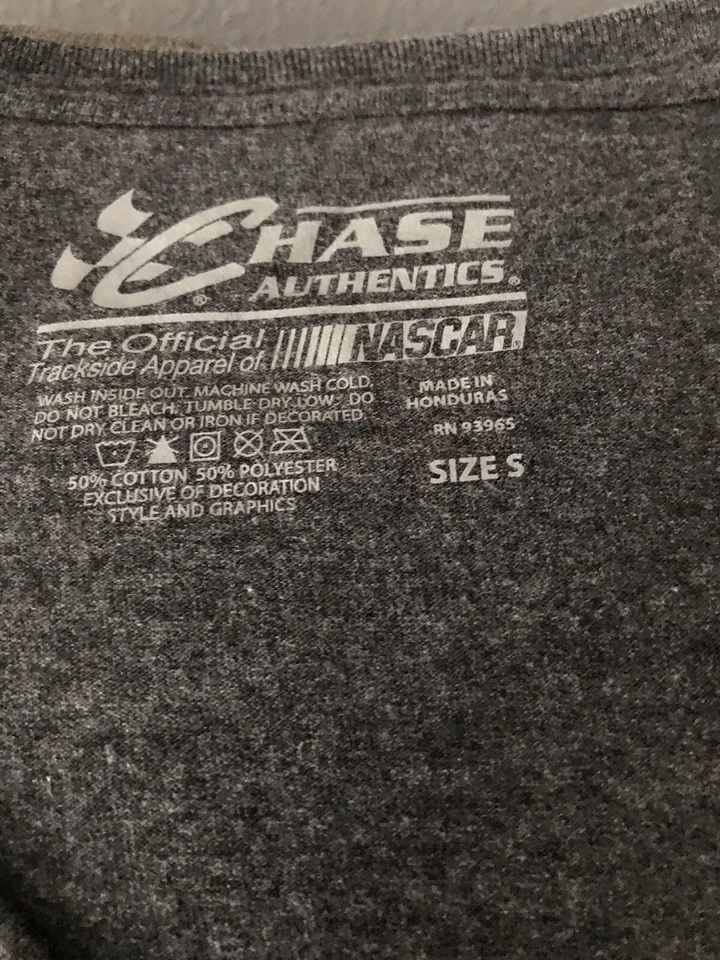 CHASE
AUTHENTICS®
The Official
Trackside Apparel of NASCAR®
WASH INSIDE OUT. MACHINE WASH COLD,
DO NOT BLEACH, TUMBLE DRY LOW, DO
NOT DRY CLEAN OR IRON IF DECORATED
50% COTTON 50% POLYESTER
EXCLUSIVE OF DECORATION
STYLE AND GRAPHICS
MADE IN
HONDURAS
RN 93965
SIZE S